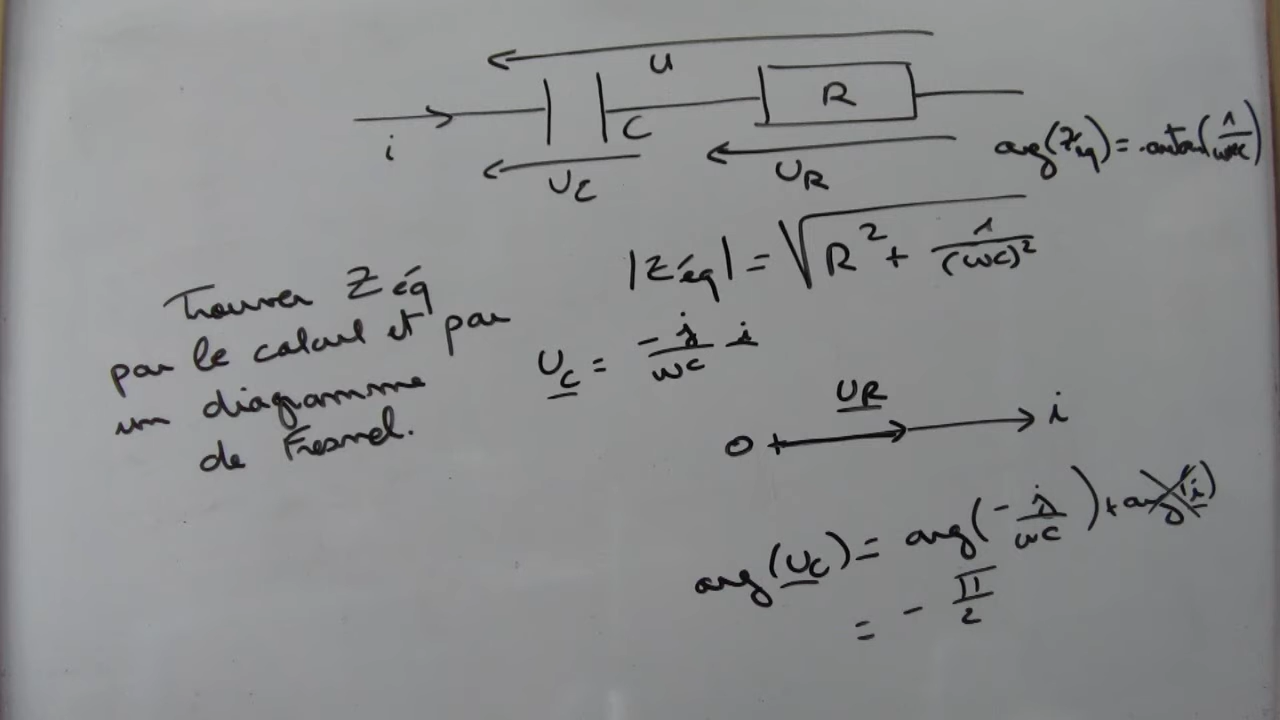 u
i
C
R
U_C
U_R
arg(Z_éq) = -arctan(1/(RωC))
|Z_éq| = √(R² + 1/(ωC)²)
Trouver Z éq
par le calcul et par
un diagramme
de Fresnel.
U_C = -j/(ωC) i
U_R
O
i
arg(U_C) = arg(-j/(ωC)) + arg(i)
= - π/2